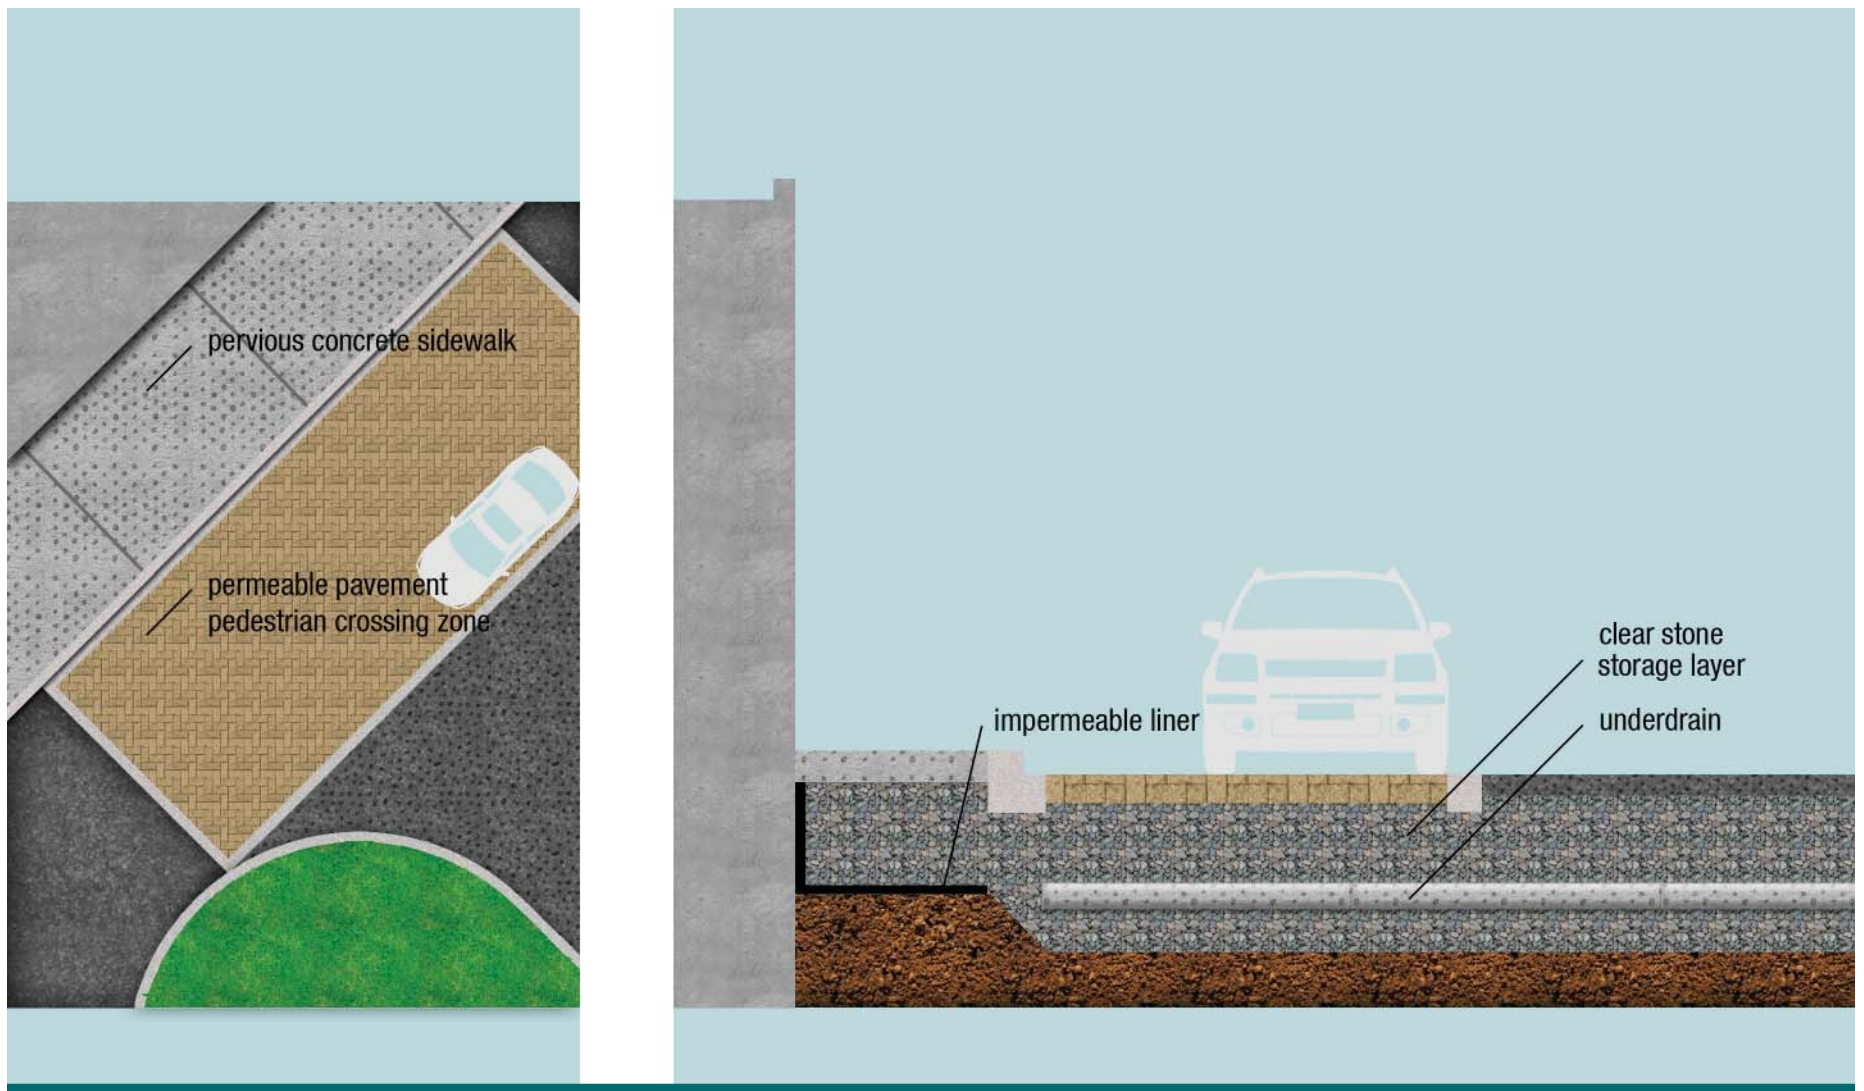 pervious concrete sidewalk
permeable pavement
pedestrian crossing zone
clear stone
storage layer
impermeable liner
underdrain